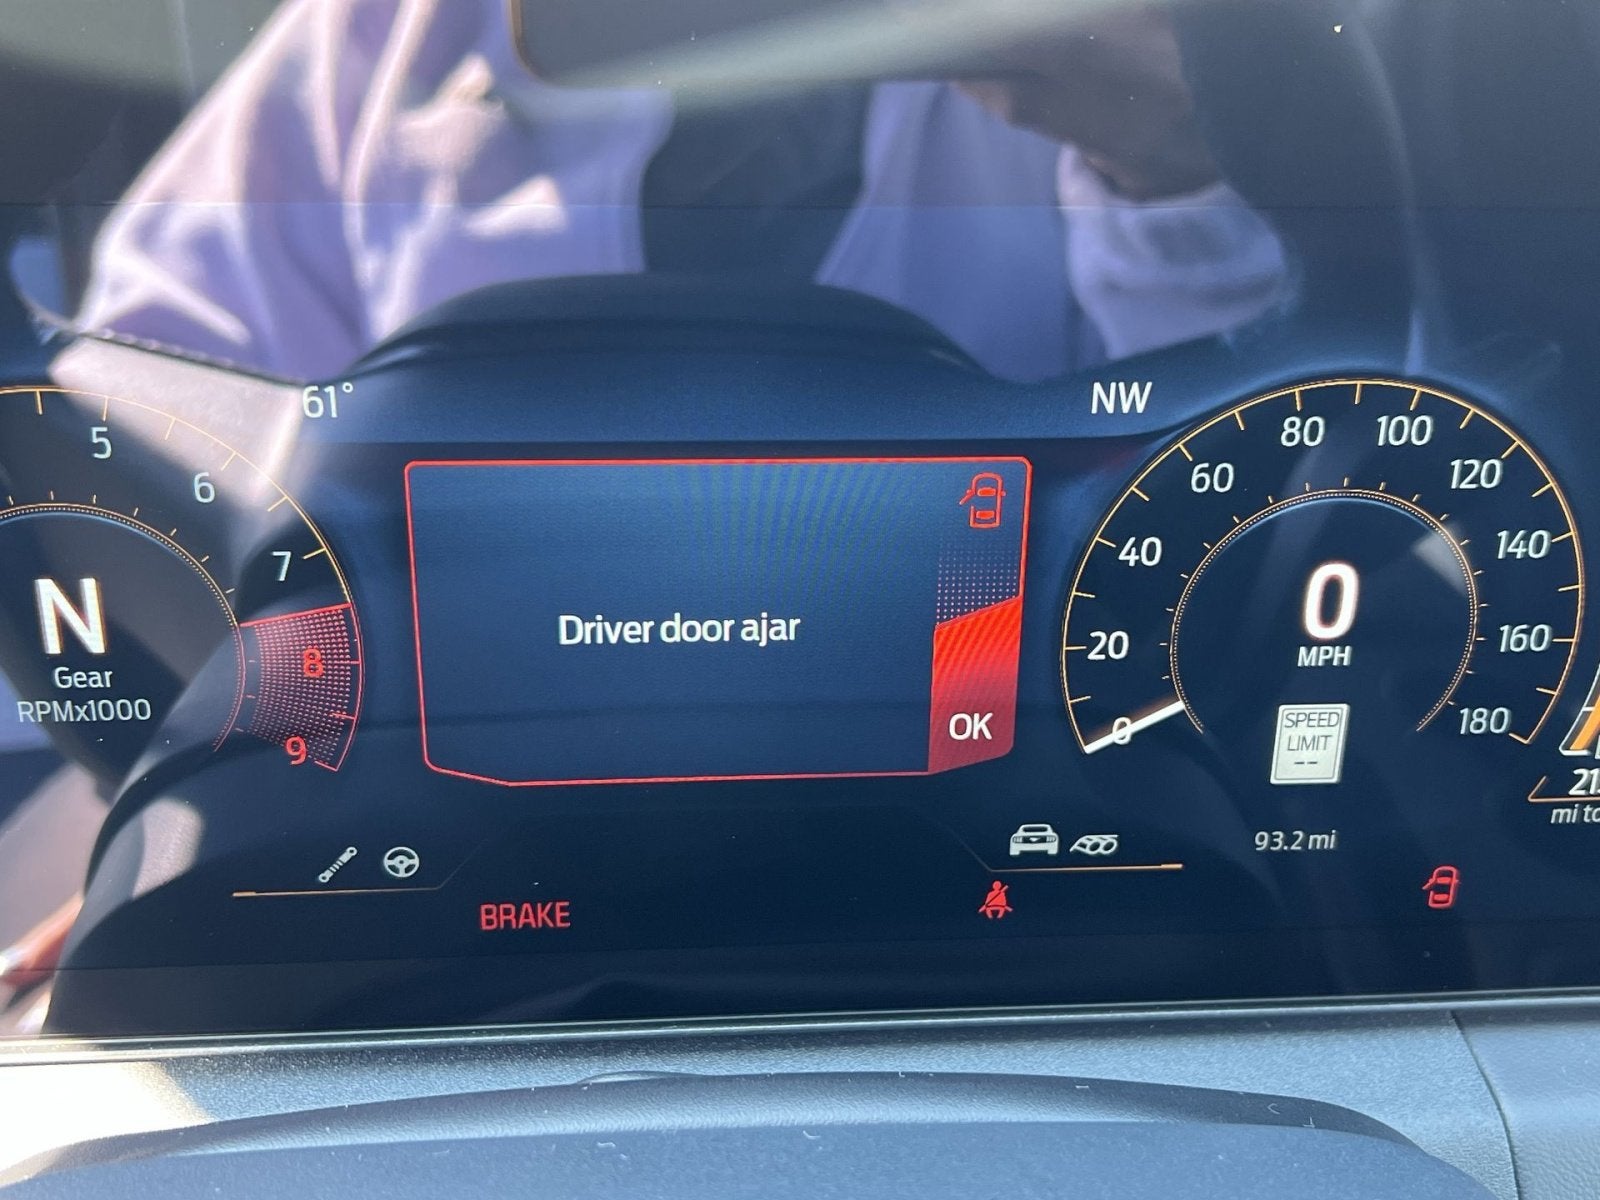 61°
NW
5
6
7
8
9
N
Gear
RPMx1000
Driver door ajar
OK
0
20
40
60
80
100
120
140
160
180
0
MPH
SPEED
LIMIT
--
93.2 mi
BRAKE